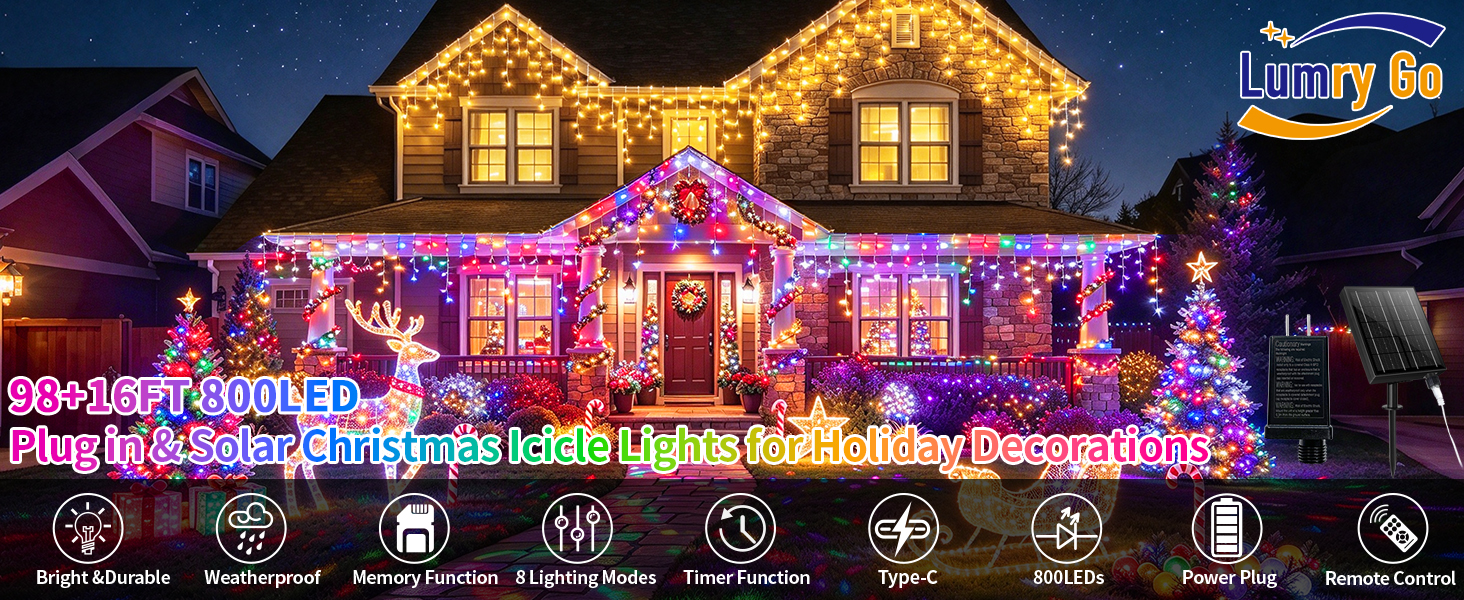 Lumry Go
Cautionary
98+16FT 800LED
Plug in & Solar Christmas Icicle Lights for Holiday Decorations
Bright &Durable
Weatherproof
Memory Function
8 Lighting Modes
Timer Function
Type-C
800LEDs
Power Plug
Remote Control